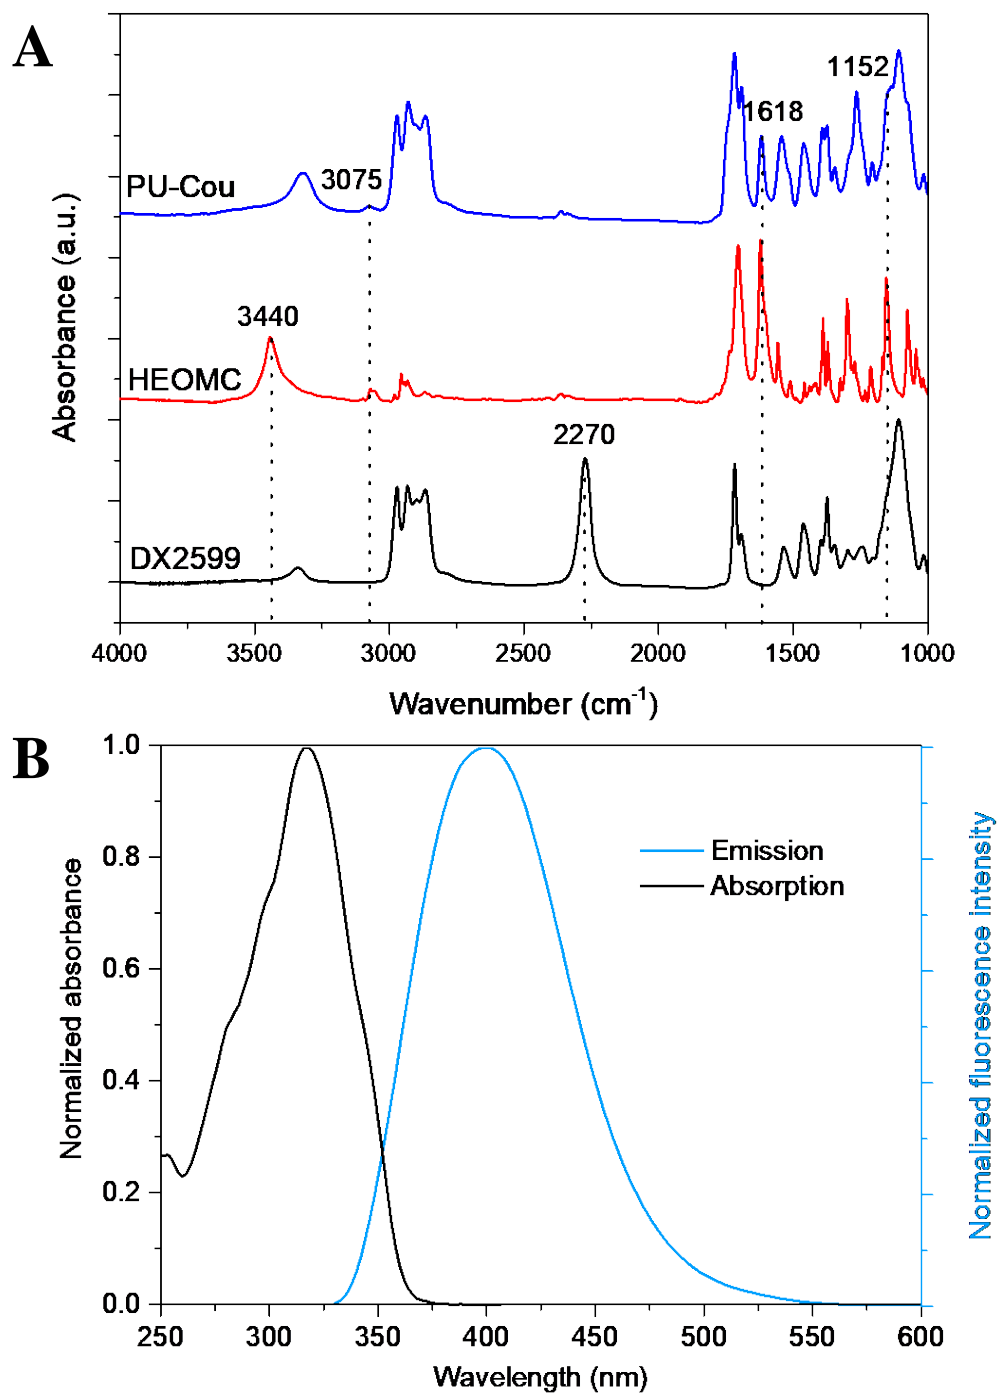 A
Absorbance (a.u.)
1152
1618
PU-Cou
3075
3440
HEOMC
2270
DX2599
4000 3500 3000 2500 2000 1500 1000
Wavenumber (cm-1)
B
Normalized absorbance
1.0
0.8
0.6
0.4
0.2
0.0
Emission
Absorption
Normalized fluorescence intensity
250 300 350 400 450 500 550 600
Wavelength (nm)